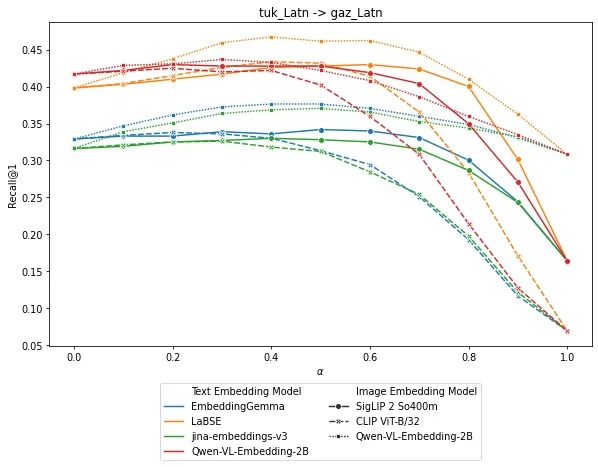 tuk_Latn -> gaz_Latn
Recall@1
0.45
0.40
0.35
0.30
0.25
0.20
0.15
0.10
0.05
0.0 0.2 0.4 0.6 0.8 1.0
α
Text Embedding Model
EmbeddingGemma
LaBSE
jina-embeddings-v3
Qwen-VL-Embedding-2B
Image Embedding Model
SigLIP 2 So400m
CLIP ViT-B/32
Qwen-VL-Embedding-2B